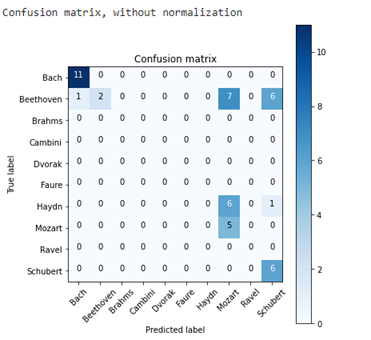 Confusion matrix, without normalization
Confusion matrix
Bach 11 0 0 0 0 0 0 0 0 0
Beethoven 1 2 0 0 0 0 0 7 0 6
Brahms 0 0 0 0 0 0 0 0 0 0
Cambini 0 0 0 0 0 0 0 0 0 0
Dvorak 0 0 0 0 0 0 0 0 0 0
Faure 0 0 0 0 0 0 0 0 0 0
Haydn 0 0 0 0 0 0 0 6 0 1
Mozart 0 0 0 0 0 0 0 5 0 0
Ravel 0 0 0 0 0 0 0 0 0 0
Schubert 0 0 0 0 0 0 0 0 0 6
True label
Bach Beethoven Brahms Cambini Dvorak Faure Haydn Mozart Ravel Schubert
Predicted label
10
8
6
4
2
0